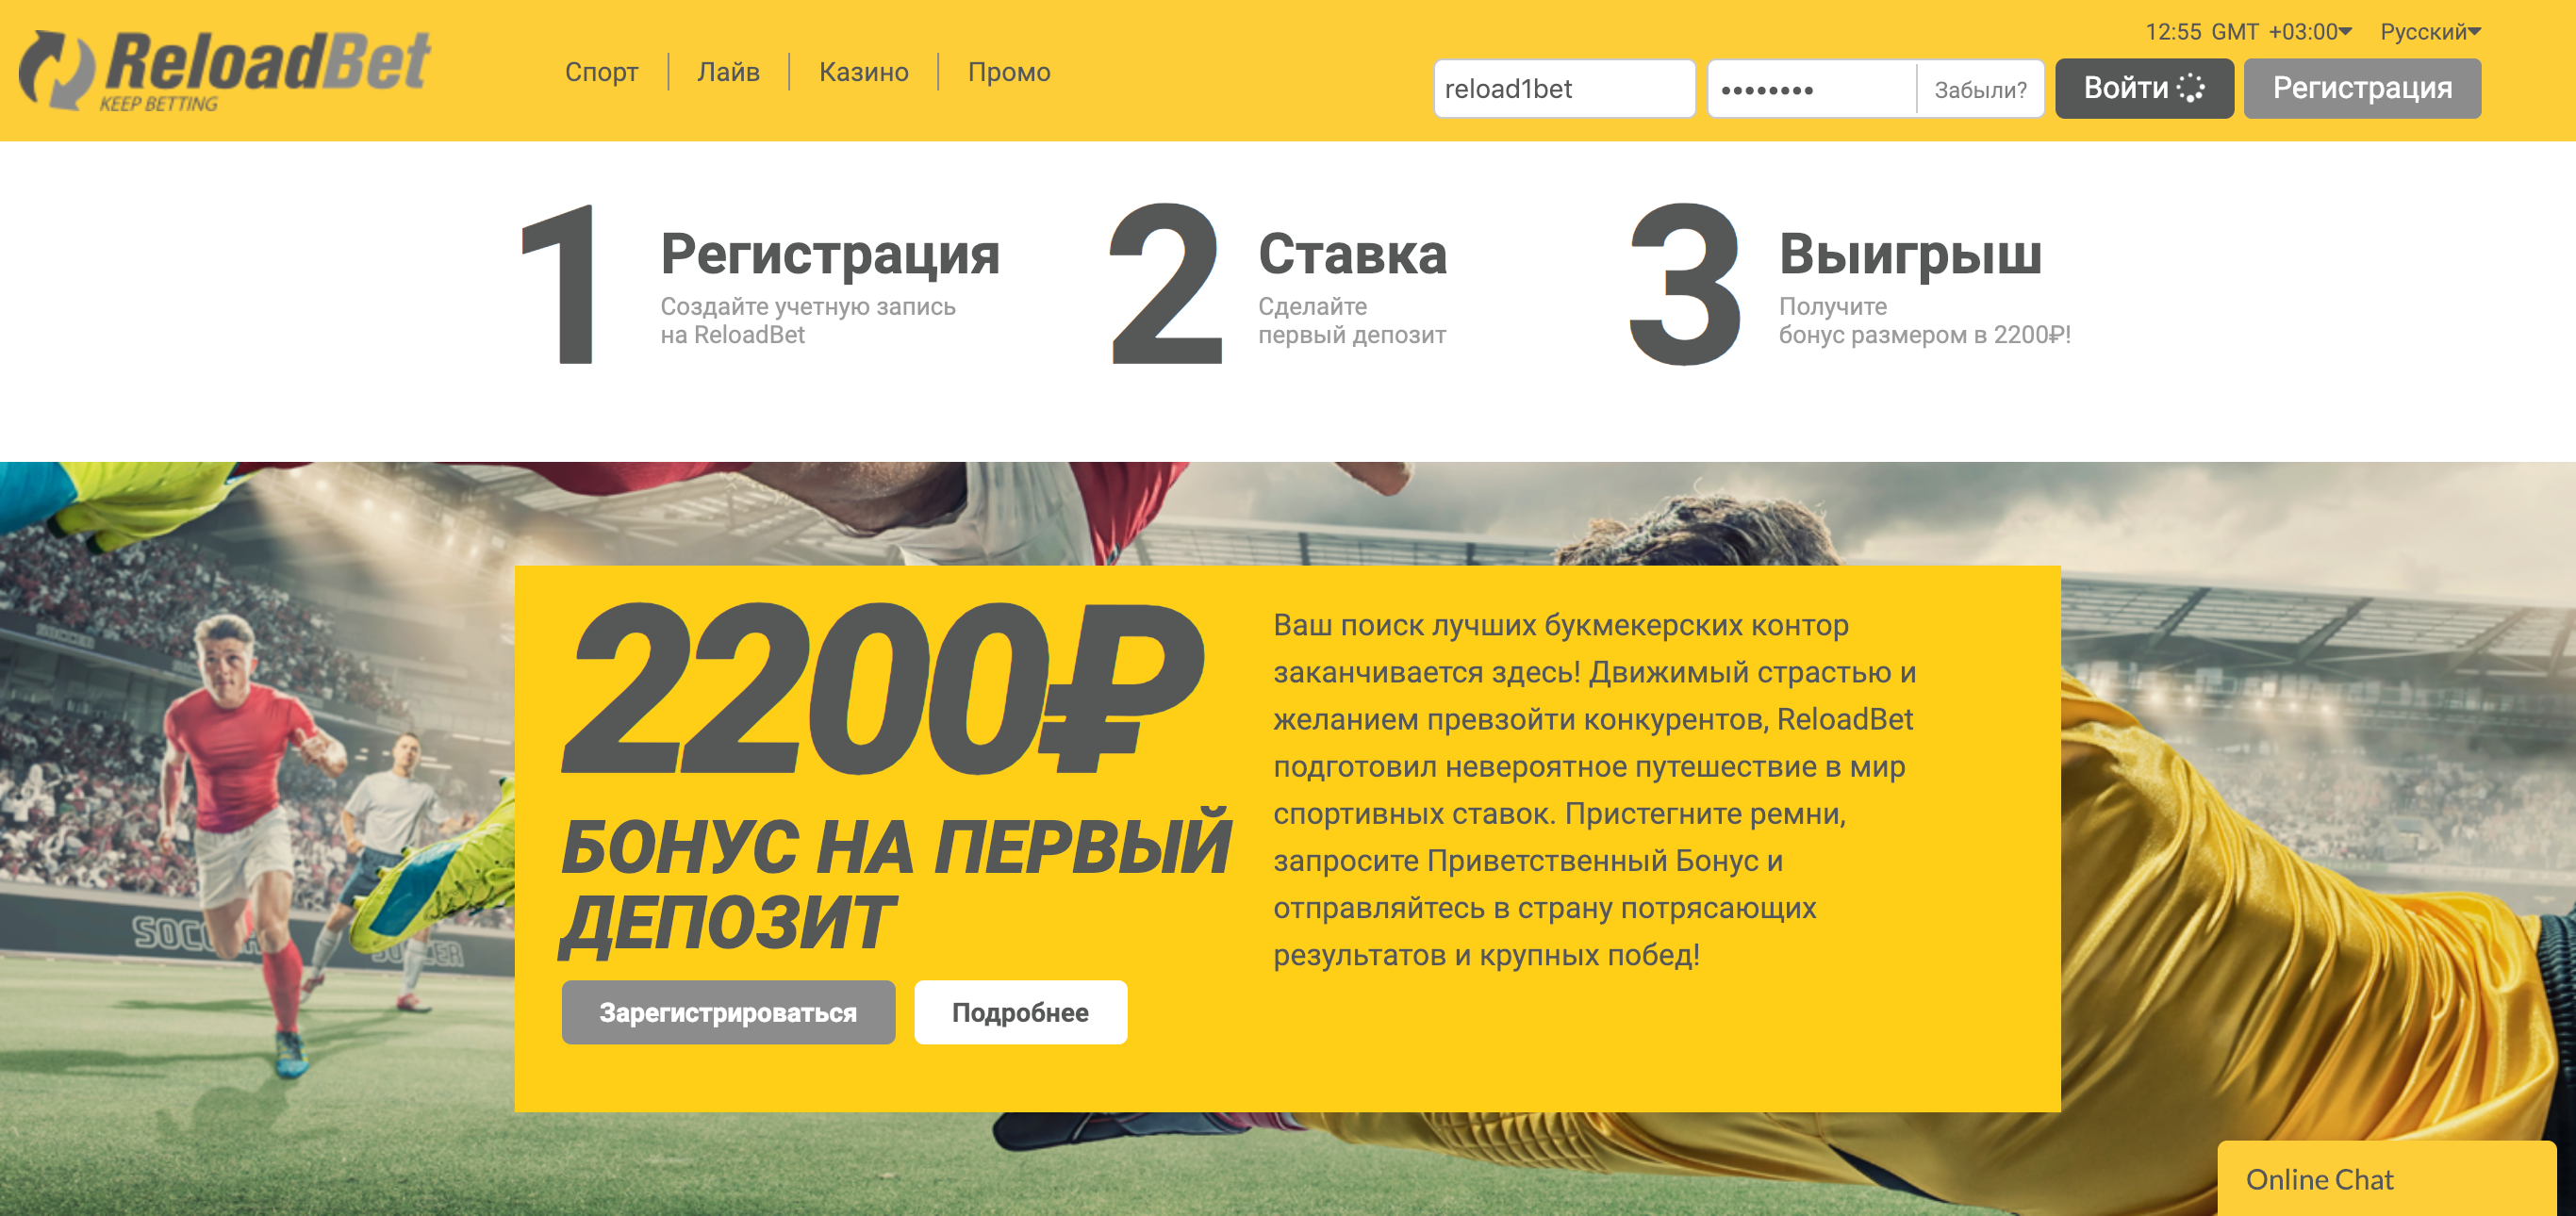 12:55 GMT +03:00 Русский
ReloadBet
KEEP BETTING
Спорт Лайв Казино Промо
reload1bet •••••••• Забыли? Войти Регистрация
1 Регистрация
Создайте учетную запись
на ReloadBet
2 Ставка
Сделайте
первый депозит
3 Выигрыш
Получите
бонус размером в 2200₽!
2200₽
БОНУС НА ПЕРВЫЙ
ДЕПОЗИТ
Зарегистрироваться Подробнее
Ваш поиск лучших букмекерских контор
заканчивается здесь! Движимый страстью и
желанием превзойти конкурентов, ReloadBet
подготовил невероятное путешествие в мир
спортивных ставок. Пристегните ремни,
запросите Приветственный Бонус и
отправляйтесь в страну потрясающих
результатов и крупных побед!
SOCCER
Online Chat